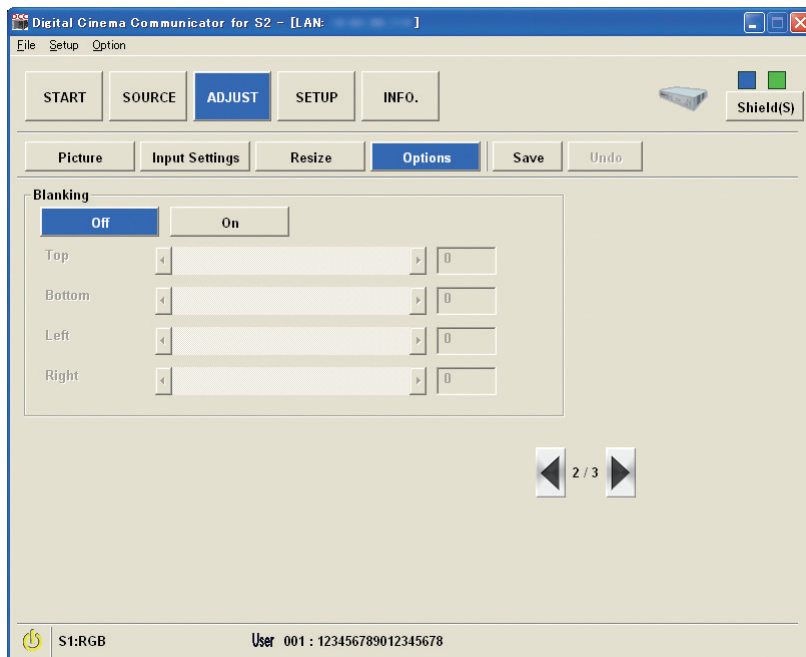 Digital Cinema Communicator for S2 - [LAN: ]
File Setup Option
START SOURCE ADJUST SETUP INFO. Shield(S)
Picture Input Settings Resize Options Save Undo
Blanking
Off On
Top 0
Bottom 0
Left 0
Right 0
2 / 3
S1:RGB User 001 : 123456789012345678